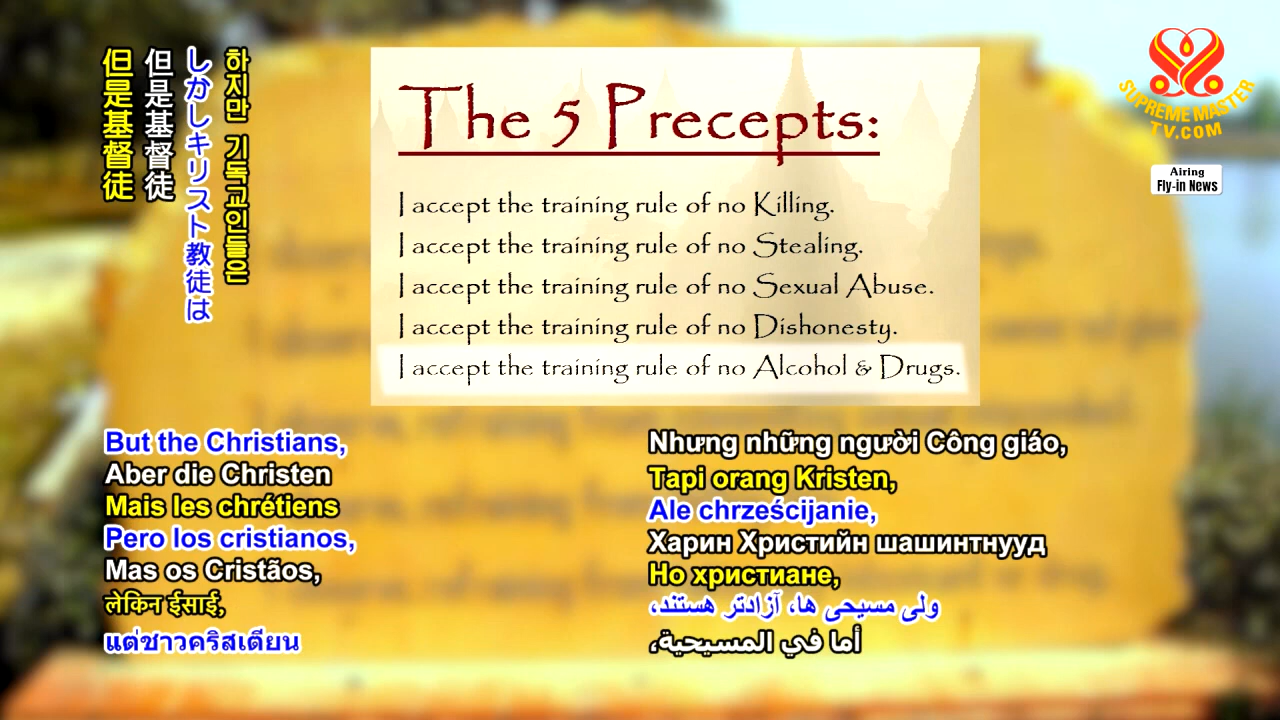 The 5 Precepts:
I accept the training rule of no Killing.
I accept the training rule of no Stealing.
I accept the training rule of no Sexual Abuse.
I accept the training rule of no Dishonesty.
I accept the training rule of no Alcohol & Drugs.
SUPREME MASTER
TV.COM
Airing
Fly-in News
하지만 기독교인들은
しかしキリスト教徒は
但是基督徒
但是基督徒
But the Christians,
Aber die Christen
Mais les chrétiens
Pero los cristianos,
Mas os Cristãos,
लेकिन ईसाई,
แต่ชาวคริสเตียน
Nhưng những người Công giáo,
Tapi orang Kristen,
Ale chrześcijanie,
Харин Христийн шашинтнууд
Но христиане,
ولی مسیحی ها، آزادتر هستند،
أما في المسيحية،